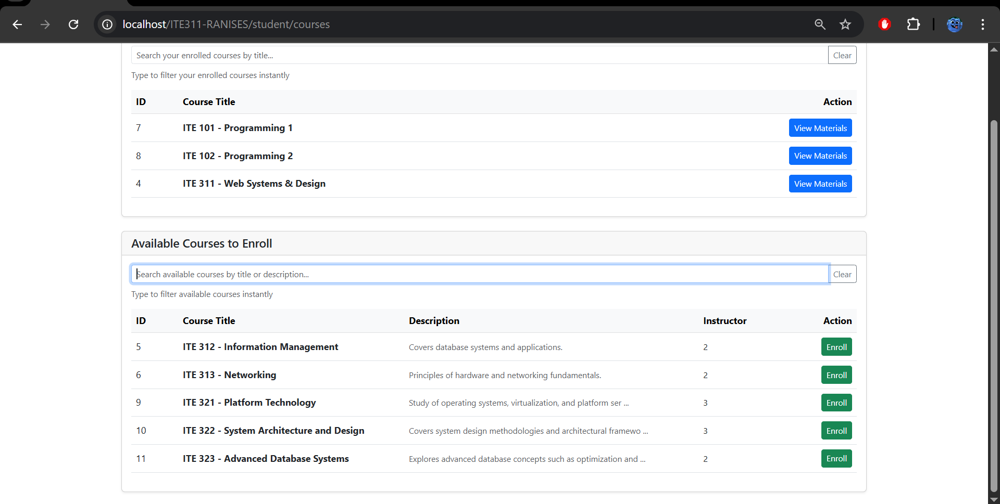 localhost/ITE311-RANISES/student/courses
Search your enrolled courses by title... Clear
Type to filter your enrolled courses instantly
ID Course Title Action
7 ITE 101 - Programming 1 View Materials
8 ITE 102 - Programming 2 View Materials
4 ITE 311 - Web Systems & Design View Materials
Available Courses to Enroll
Search available courses by title or description... Clear
Type to filter available courses instantly
ID Course Title Description Instructor Action
5 ITE 312 - Information Management Covers database systems and applications. 2 Enroll
6 ITE 313 - Networking Principles of hardware and networking fundamentals. 2 Enroll
9 ITE 321 - Platform Technology Study of operating systems, virtualization, and platform ser ... 3 Enroll
10 ITE 322 - System Architecture and Design Covers system design methodologies and architectural framewo ... 3 Enroll
11 ITE 323 - Advanced Database Systems Explores advanced database concepts such as optimization and ... 2 Enroll